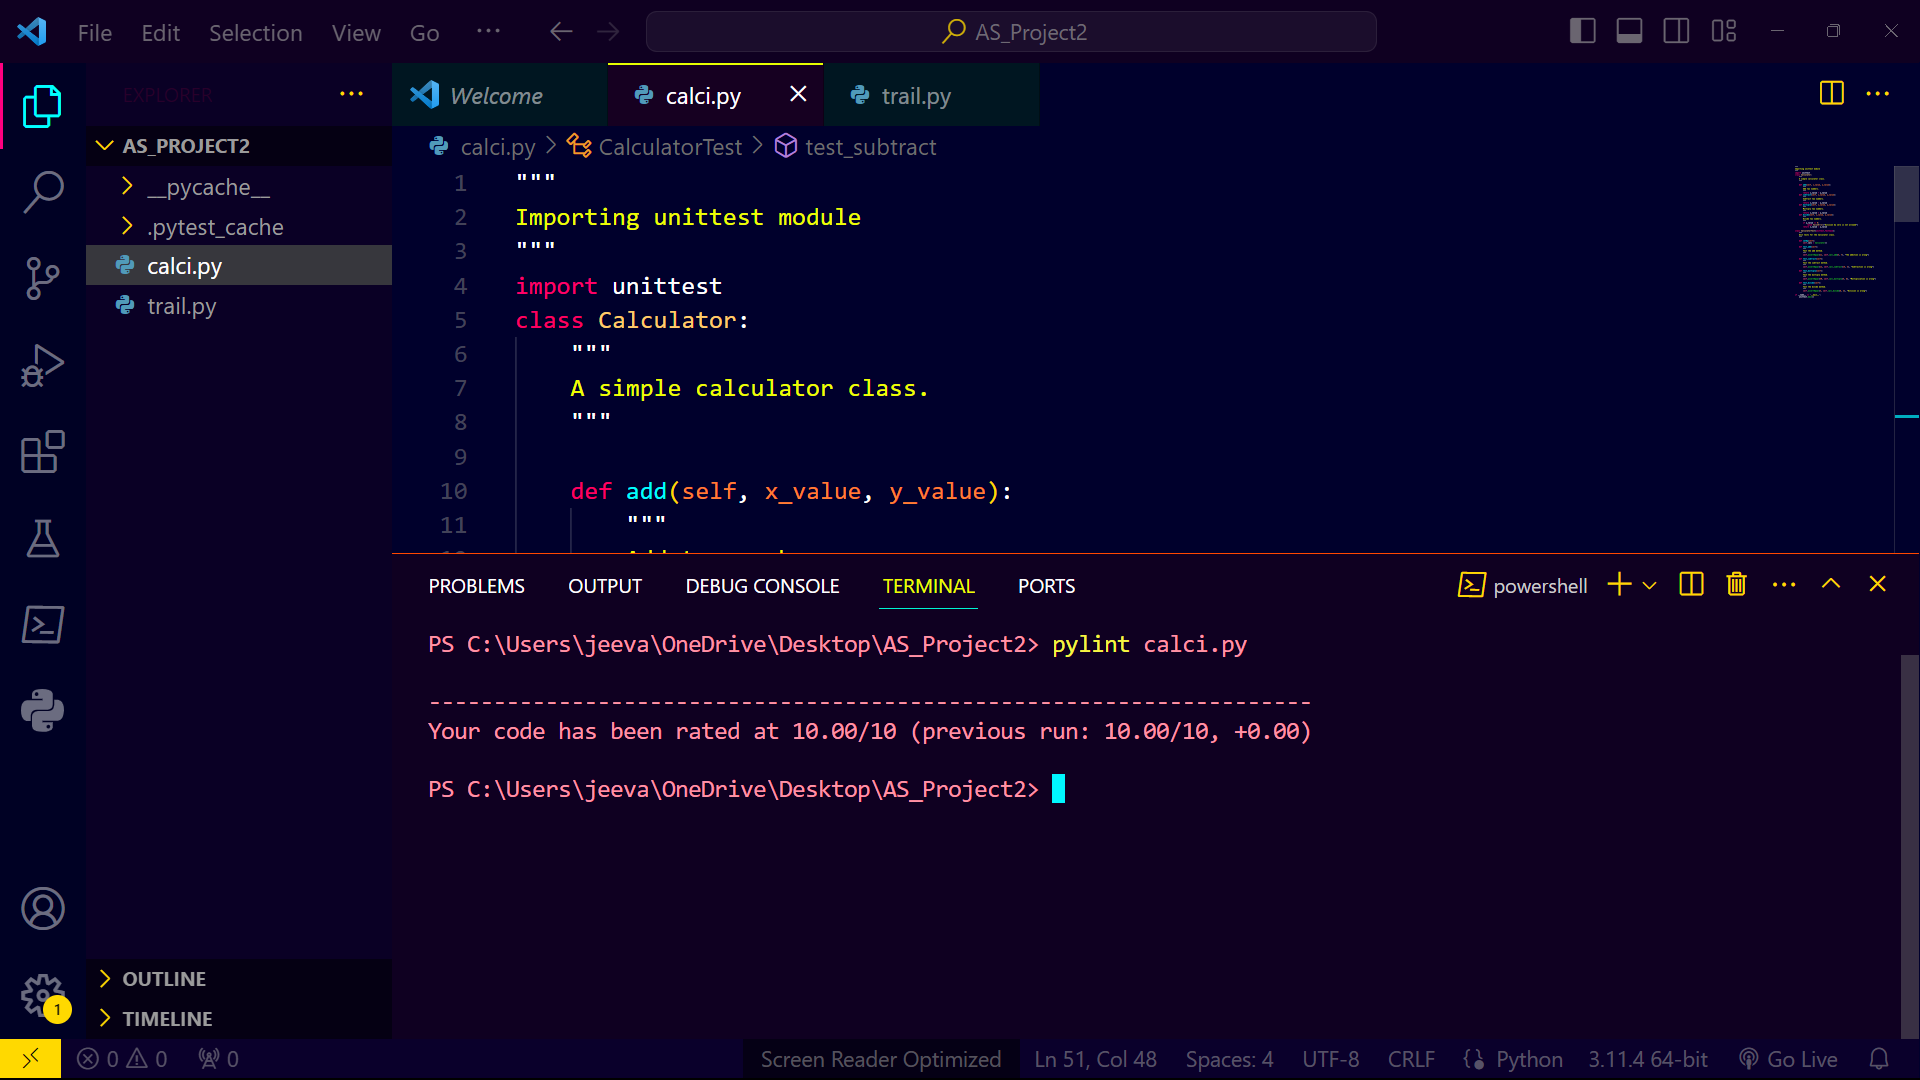 File Edit Selection View Go ··· AS_Project2
EXPLORER ···
Welcome calci.py trail.py ···
AS_PROJECT2
__pycache__
.pytest_cache
calci.py
trail.py
calci.py > CalculatorTest > test_subtract
1 """
2 Importing unittest module
3 """
4 import unittest
5 class Calculator:
6 """
7 A simple calculator class.
8 """
9
10 def add(self, x_value, y_value):
11 """
PROBLEMS OUTPUT DEBUG CONSOLE TERMINAL PORTS powershell ···
PS C:\Users\jeeva\OneDrive\Desktop\AS_Project2> pylint calci.py
--------------------------------------------------------------------
Your code has been rated at 10.00/10 (previous run: 10.00/10, +0.00)
PS C:\Users\jeeva\OneDrive\Desktop\AS_Project2>
OUTLINE
1
TIMELINE
0 0 0 Screen Reader Optimized Ln 51, Col 48 Spaces: 4 UTF-8 CRLF Python 3.11.4 64-bit Go Live